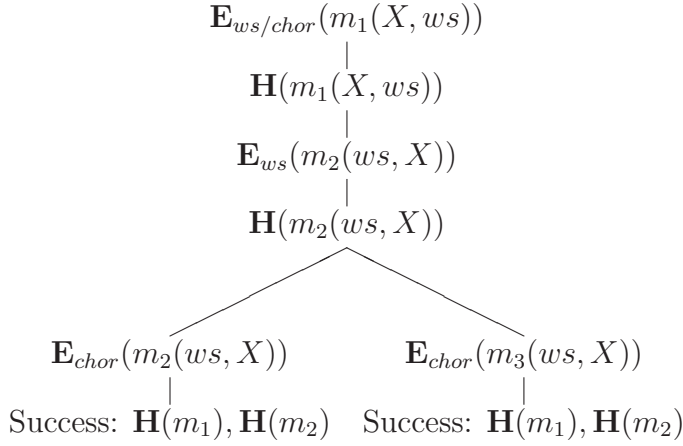 E_{ws/chor}(m_1(X, ws))
H(m_1(X, ws))
E_{ws}(m_2(ws, X))
H(m_2(ws, X))
E_{chor}(m_2(ws, X)) E_{chor}(m_3(ws, X))
Success: H(m_1), H(m_2) Success: H(m_1), H(m_2)